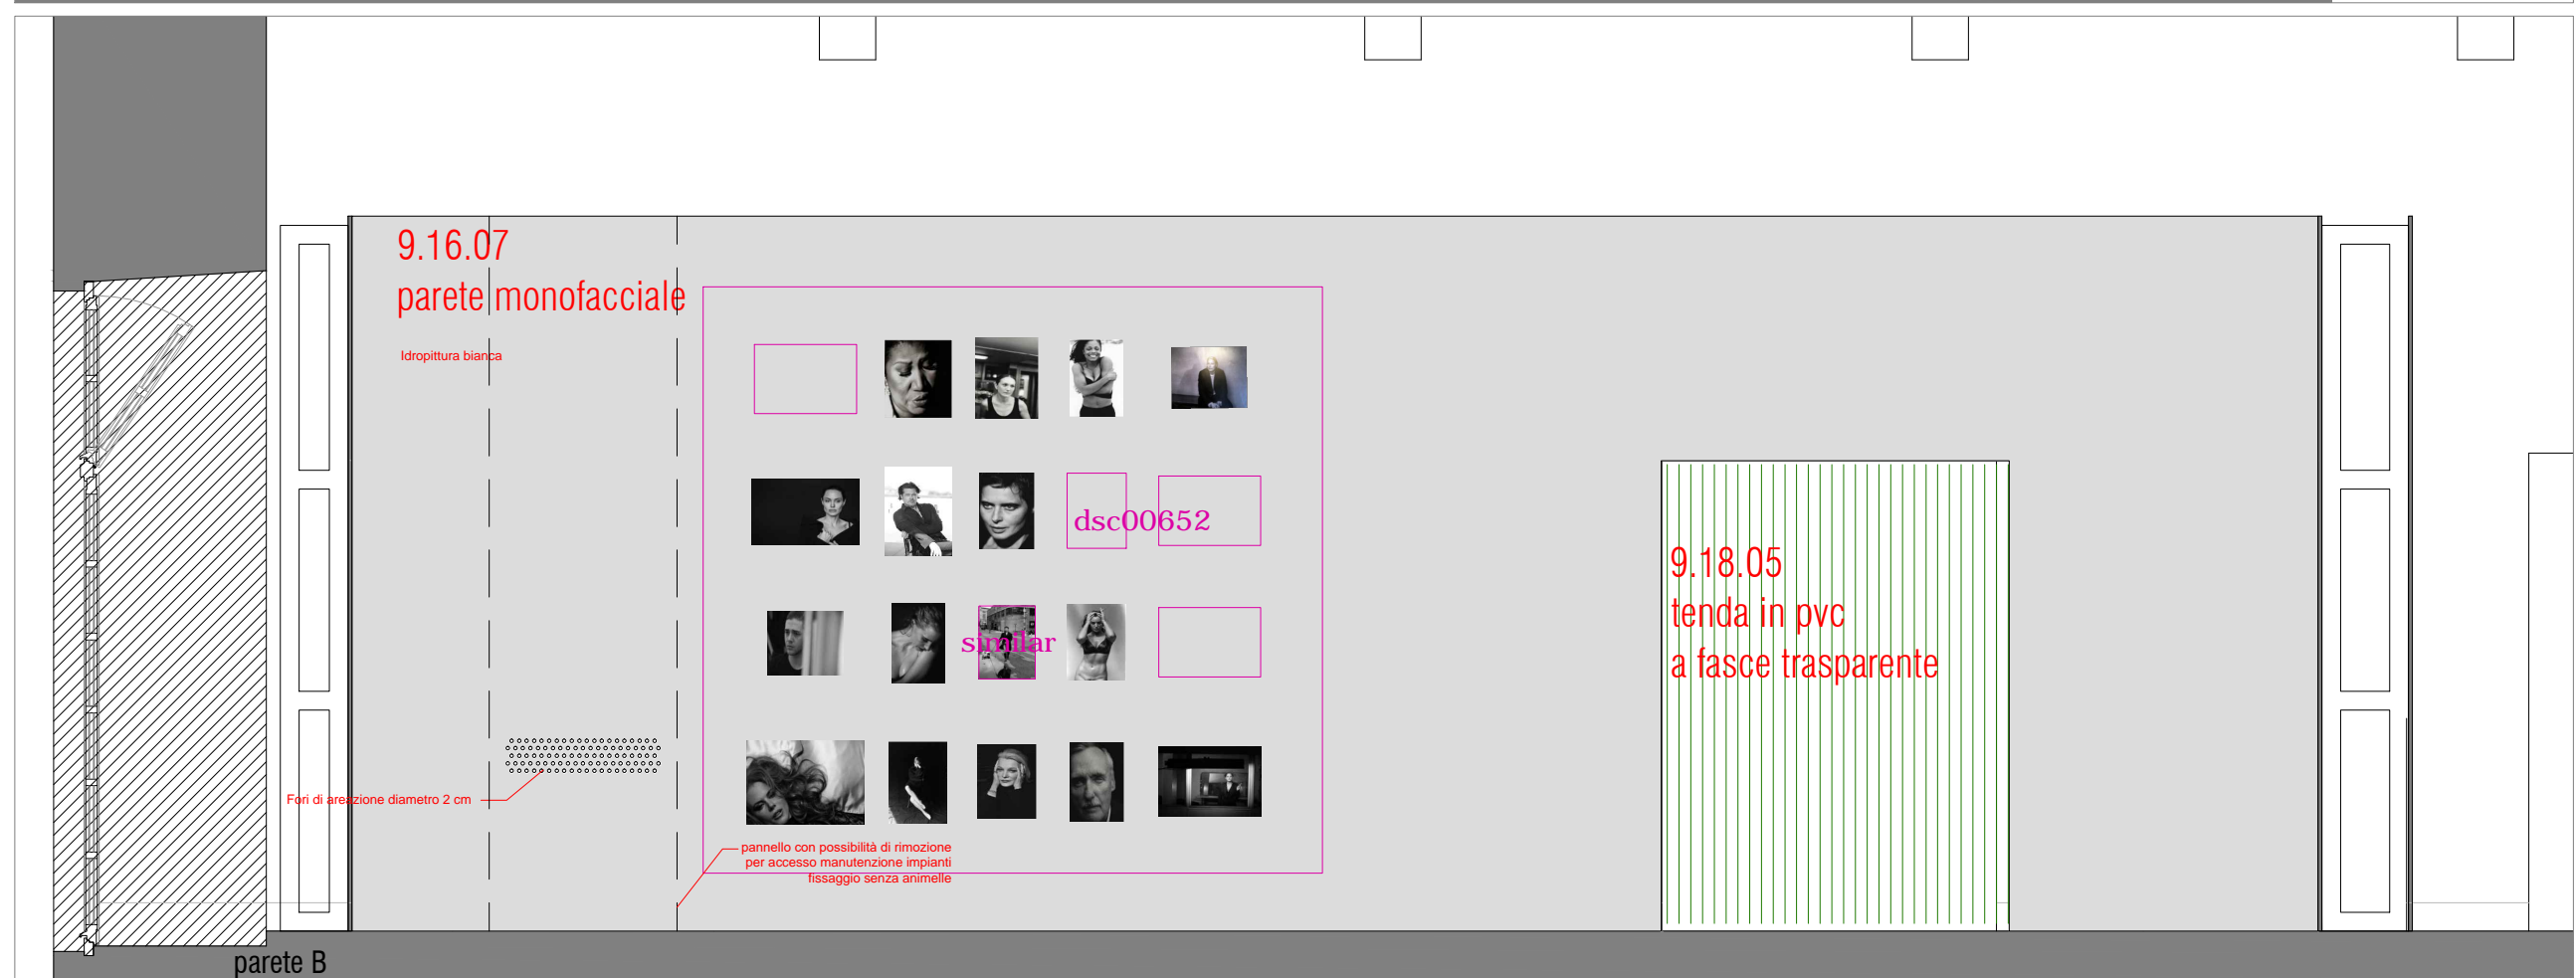 9.16.07
parete monofacciale
Idropittura bianca
dsc00652
9.18.05
tenda in pvc
a fasce trasparente
similar
Fori di areazione diametro 2 cm
pannello con possibilità di rimozione
per accesso manutenzione impianti
fissaggio senza animelle
parete B